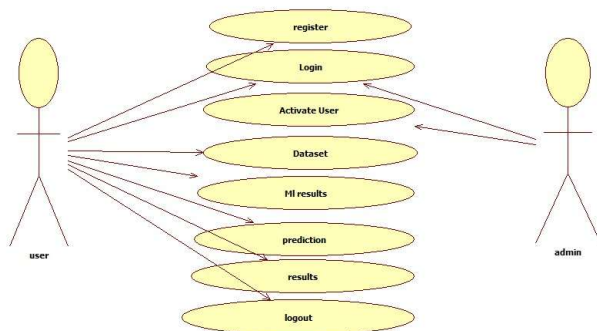 register
Login
Activate User
Dataset
Ml results
prediction
results
logout
user
admin